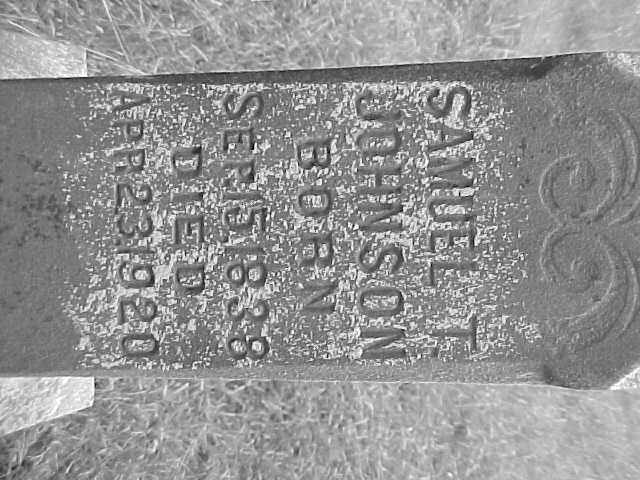 SAMUEL T.
JOHNSON
BORN
SEP.15.1838
DIED
APR.23.1920